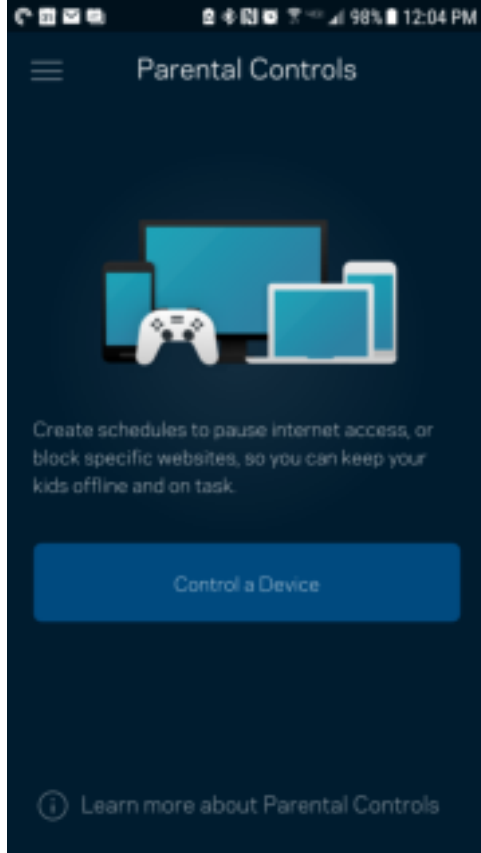 98% 12:04 PM
Parental Controls
Create schedules to pause internet access, or
block specific websites, so you can keep your
kids offline and on task.
Control a Device
Learn more about Parental Controls